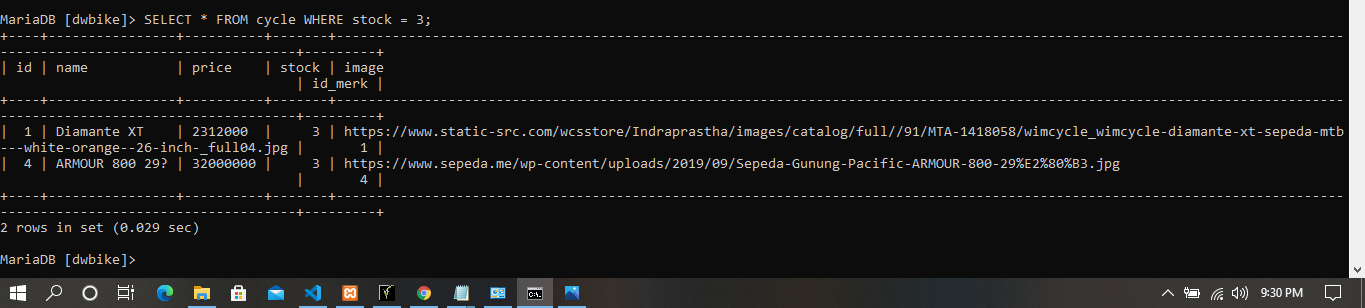 MariaDB [dwbike]> SELECT * FROM cycle WHERE stock = 3;
+----+----------------+----------+-------+------------------------------------------------------------------------------------------------------------------------------
-------------------------------------+---------+
| id | name           | price    | stock | image
                                     | id_merk |
+----+----------------+----------+-------+------------------------------------------------------------------------------------------------------------------------------
-------------------------------------+---------+
|  1 | Diamante XT    | 2312000  |     3 | https://www.static-src.com/wcsstore/Indraprastha/images/catalog/full//91/MTA-1418058/wimcycle_wimcycle-diamante-xt-sepeda-mtb
---white-orange--26-inch-_full04.jpg |       1 |
|  4 | ARMOUR 800 29? | 32000000 |     3 | https://www.sepeda.me/wp-content/uploads/2019/09/Sepeda-Gunung-Pacific-ARMOUR-800-29%E2%80%B3.jpg
                                     |       4 |
+----+----------------+----------+-------+------------------------------------------------------------------------------------------------------------------------------
-------------------------------------+---------+
2 rows in set (0.029 sec)
MariaDB [dwbike]>
9:30 PM